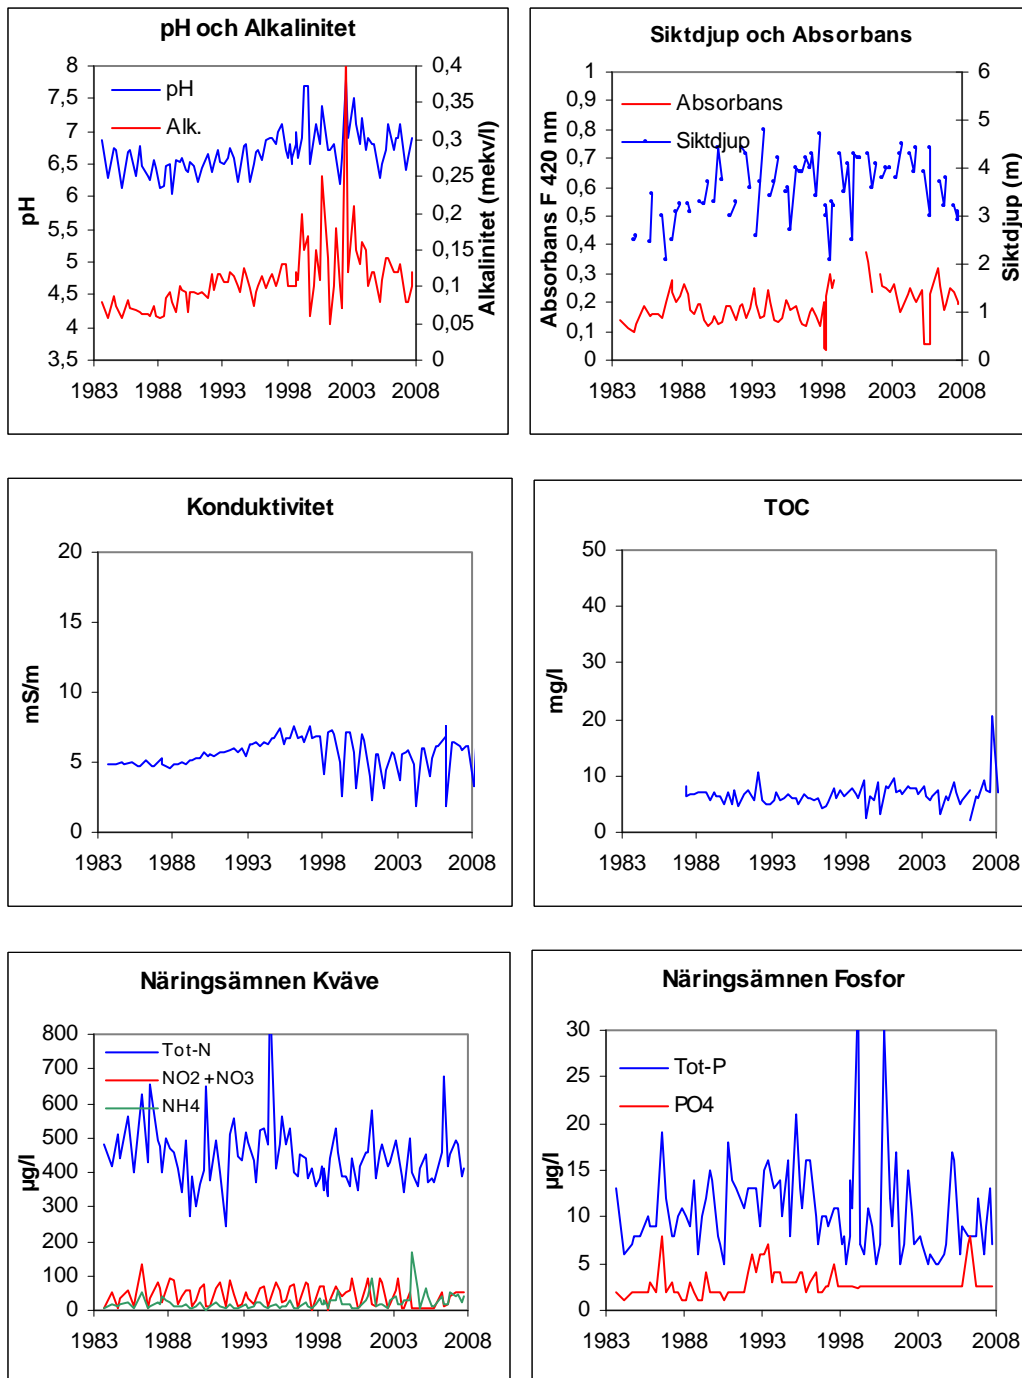 pH och Alkalinitet
8
7,5
7
6,5
6
5,5
5
4,5
4
3,5
pH
pH
Alk.
0,4
0,35
0,3
0,25
0,2
0,15
0,1
0,05
0
Alkalinitet (mekv/l)
1983 1988 1993 1998 2003 2008
Siktdjup och Absorbans
1
0,9
0,8
0,7
0,6
0,5
0,4
0,3
0,2
0,1
0
Absorbans F 420 nm
Absorbans
Siktdjup
6
5
4
3
2
1
0
Siktdjup (m)
1983 1988 1993 1998 2003 2008
Konduktivitet
20
15
10
5
0
mS/m
1983 1988 1993 1998 2003 2008
TOC
50
40
30
20
10
0
mg/l
1983 1988 1993 1998 2003 2008
Näringsämnen Kväve
800
700
600
500
400
300
200
100
0
µg/l
Tot-N
NO2 +NO3
NH4
1983 1988 1993 1998 2003 2008
Näringsämnen Fosfor
30
25
20
15
10
5
0
µg/l
Tot-P
PO4
1983 1988 1993 1998 2003 2008